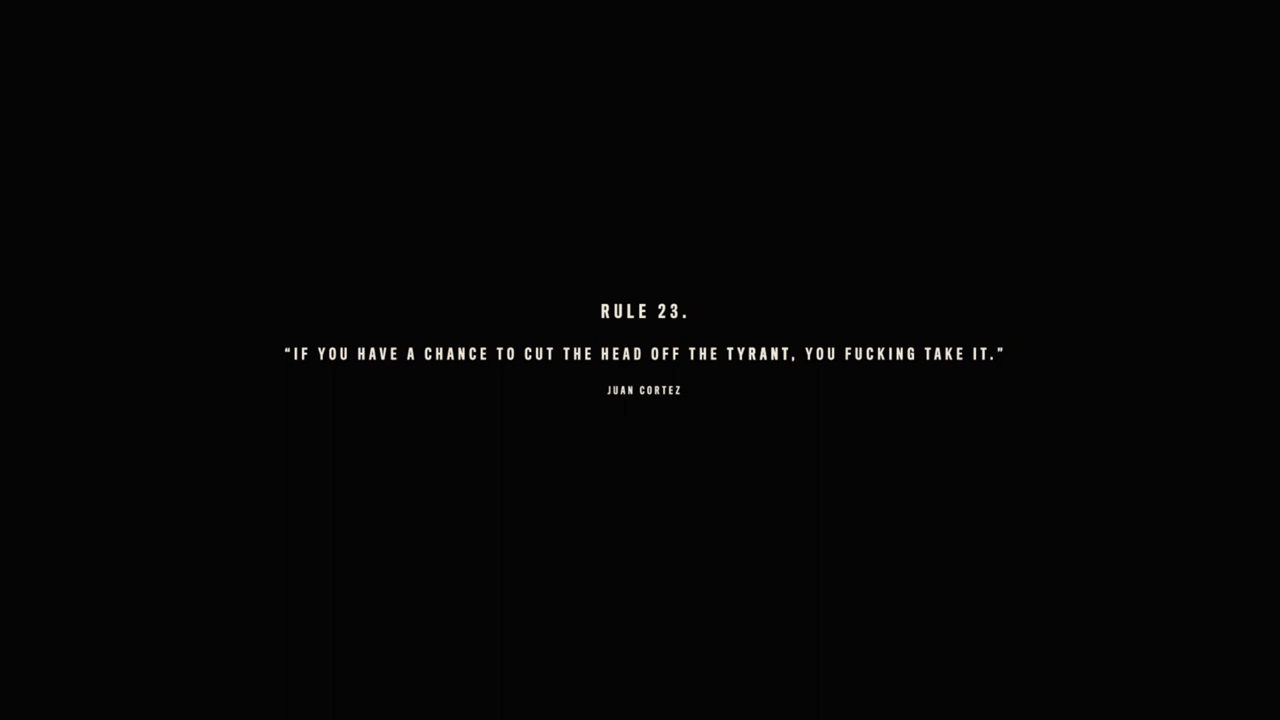 RULE 23.
“IF YOU HAVE A CHANCE TO CUT THE HEAD OFF THE TYRANT, YOU FUCKING TAKE IT.”
JUAN CORTEZ